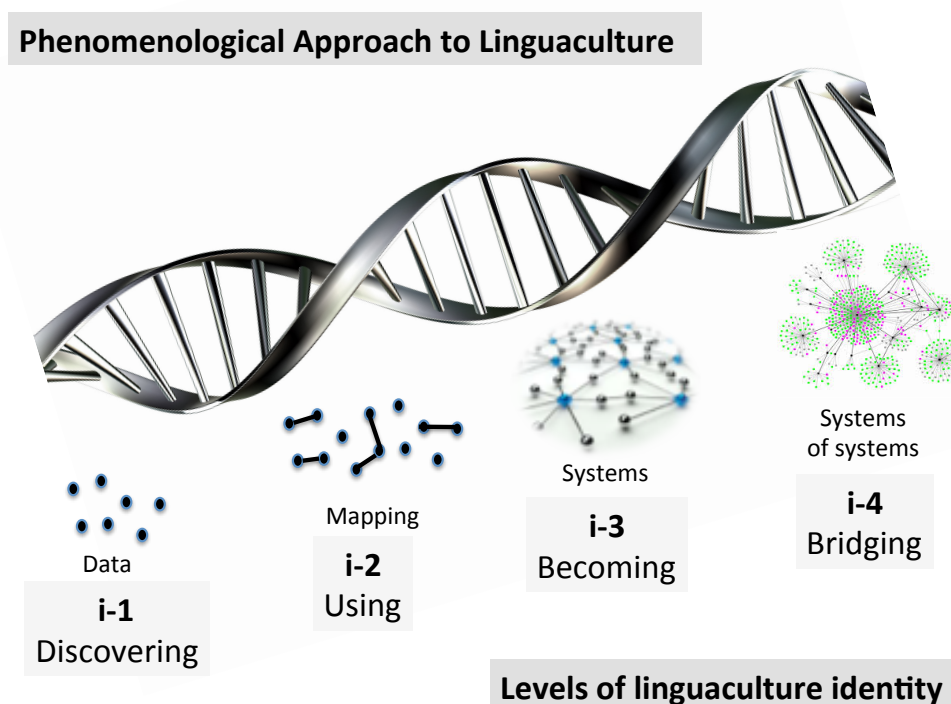 Phenomenological Approach to Linguaculture
Data
i-1
Discovering
Mapping
i-2
Using
Systems
i-3
Becoming
Systems
of systems
i-4
Bridging
Levels of linguaculture identity